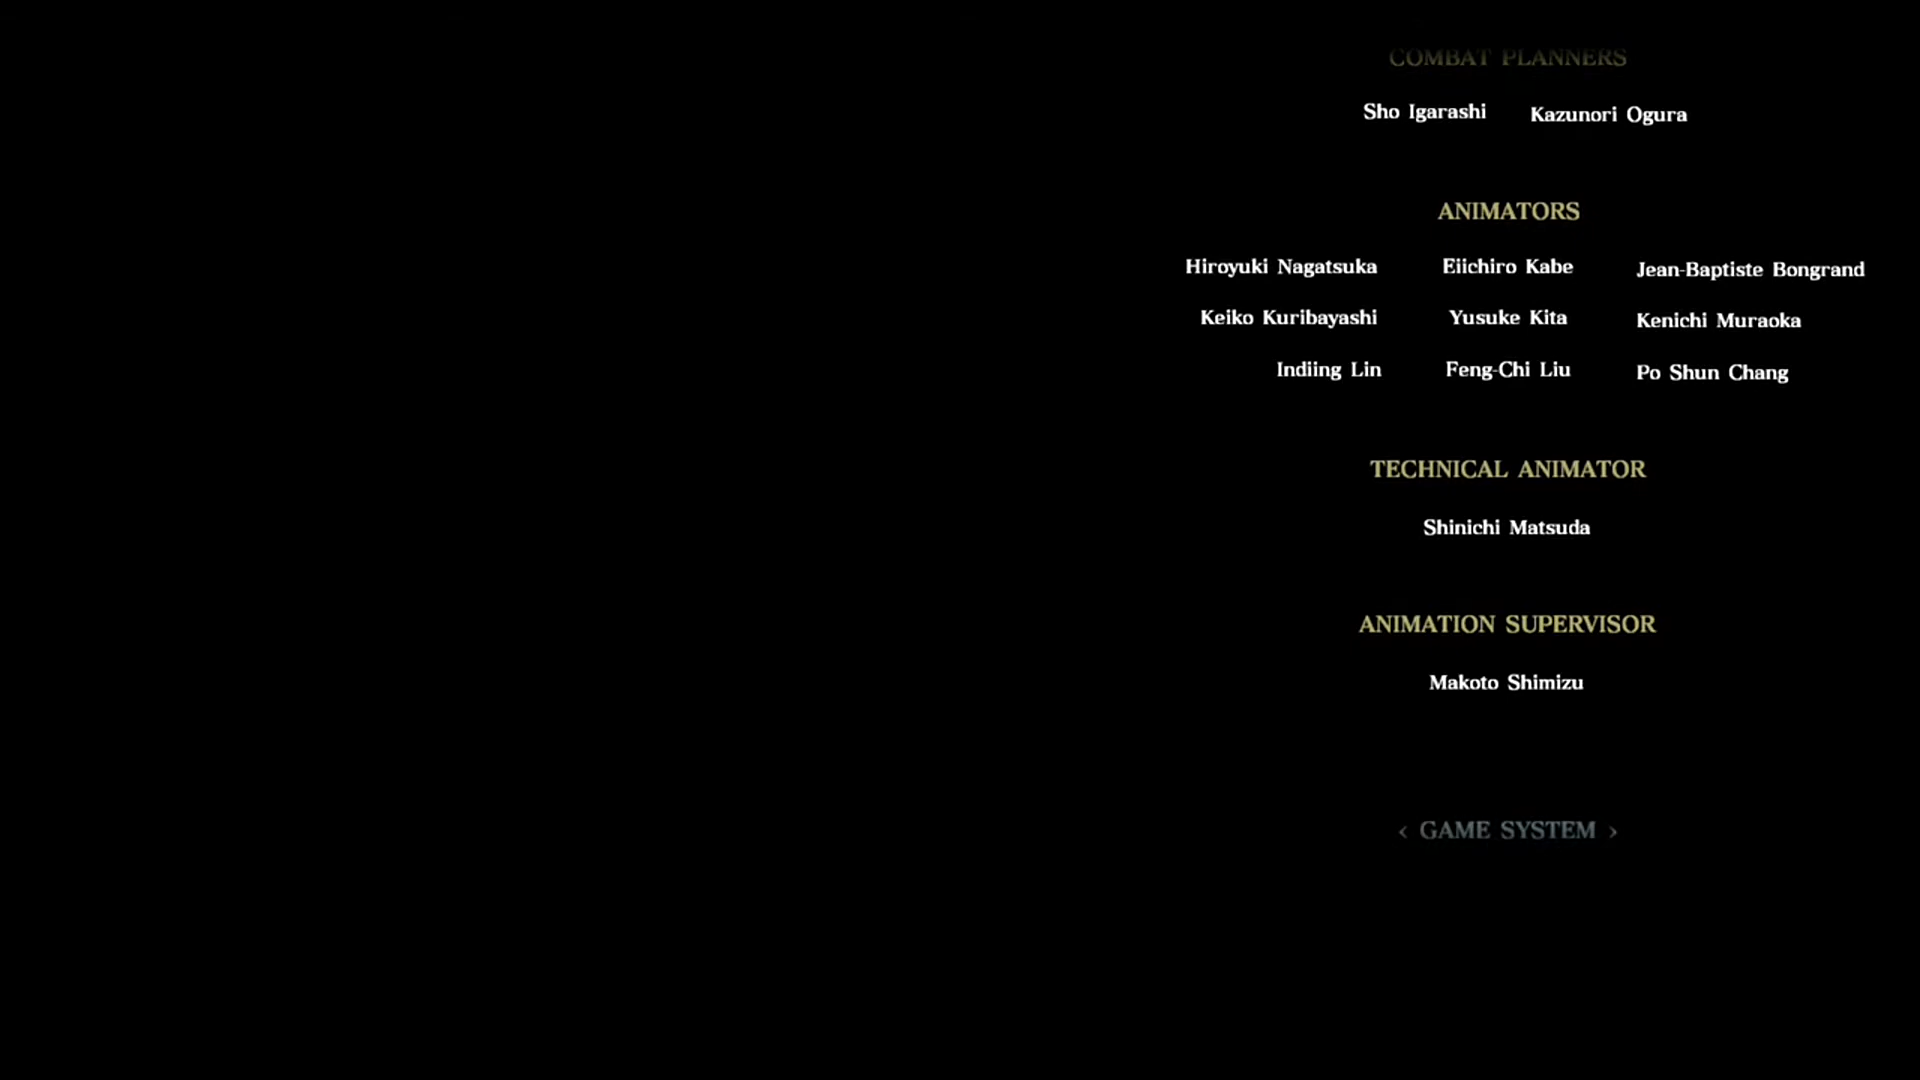 COMBAT PLANNERS
Sho Igarashi Kazunori Ogura
ANIMATORS
Hiroyuki Nagatsuka Eiichiro Kabe Jean-Baptiste Bongrand
Keiko Kuribayashi Yusuke Kita Kenichi Muraoka
Indiing Lin Feng-Chi Liu Po Shun Chang
TECHNICAL ANIMATOR
Shinichi Matsuda
ANIMATION SUPERVISOR
Makoto Shimizu
‹ GAME SYSTEM ›